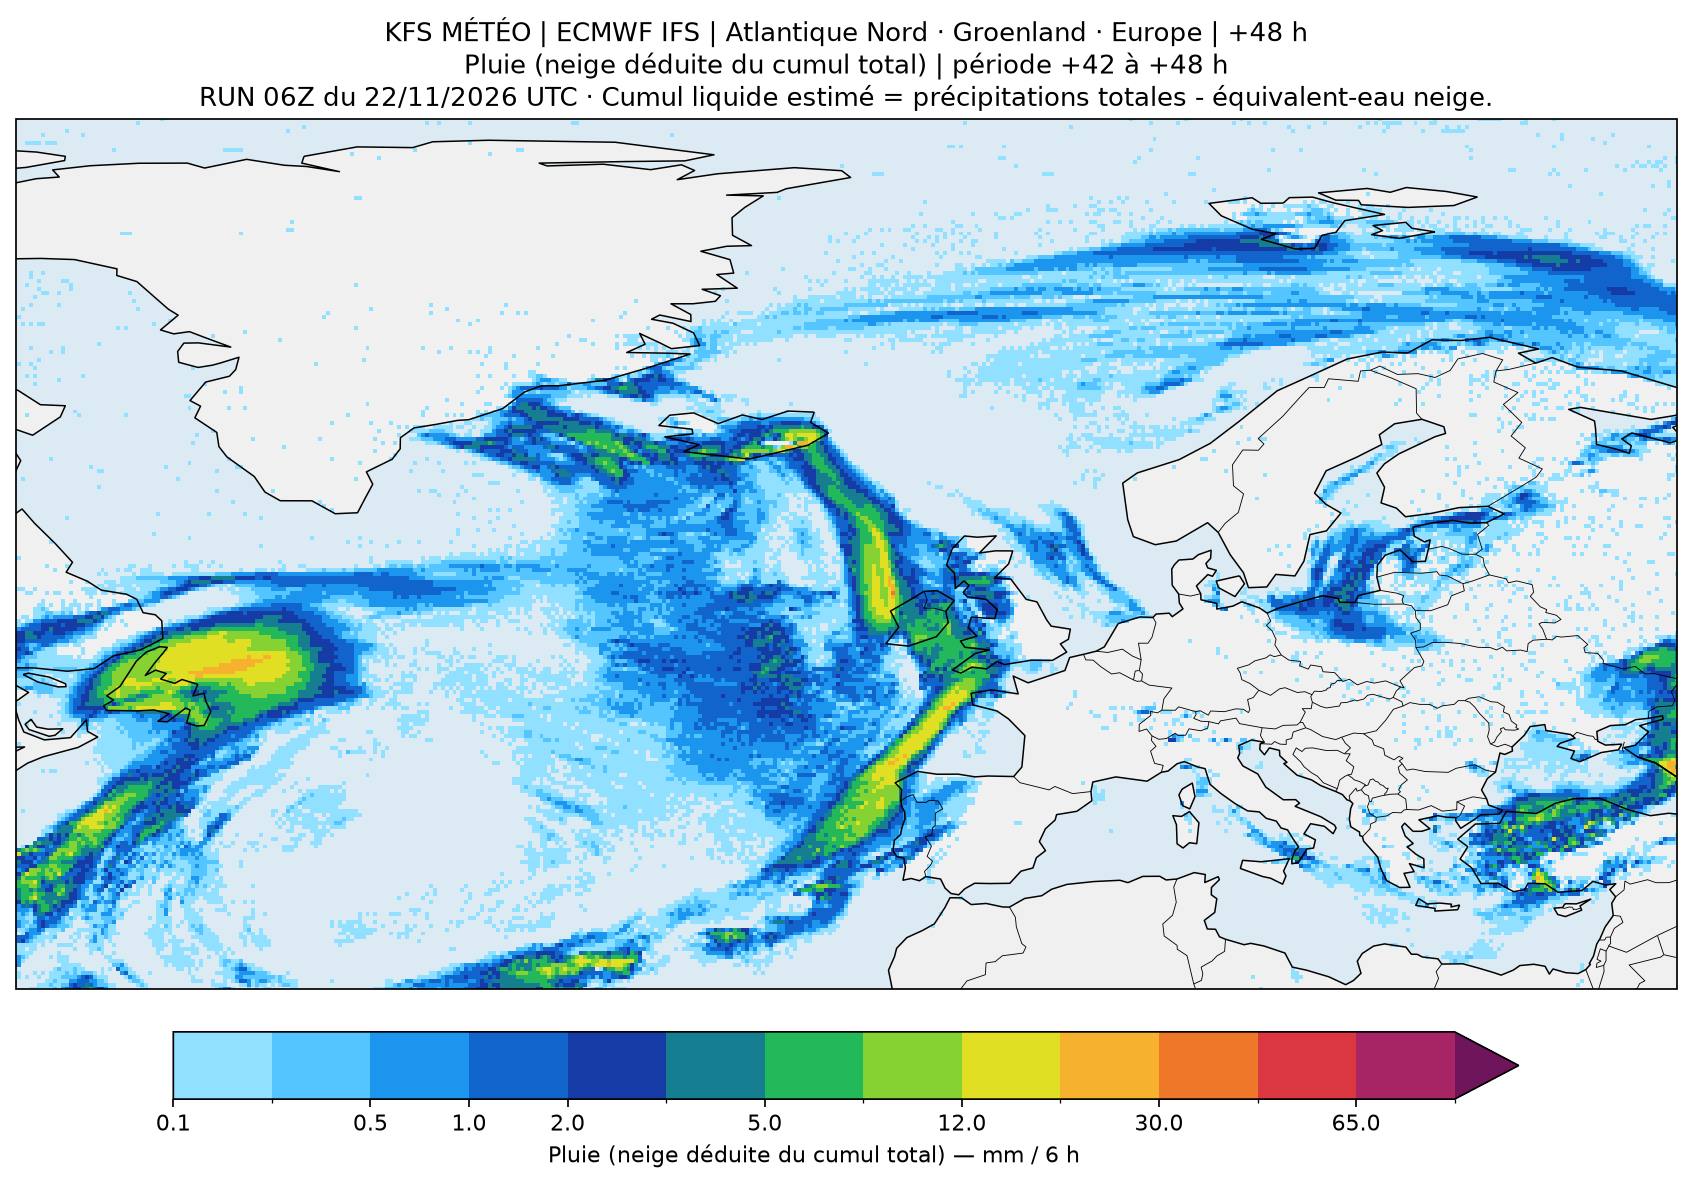 KFS MÉTÉO | ECMWF IFS | Atlantique Nord · Groenland · Europe | +48 h
Pluie (neige déduite du cumul total) | période +42 à +48 h
RUN 06Z du 22/11/2026 UTC · Cumul liquide estimé = précipitations totales - équivalent-eau neige.
0.1 0.5 1.0 2.0 5.0 12.0 30.0 65.0
Pluie (neige déduite du cumul total) — mm / 6 h